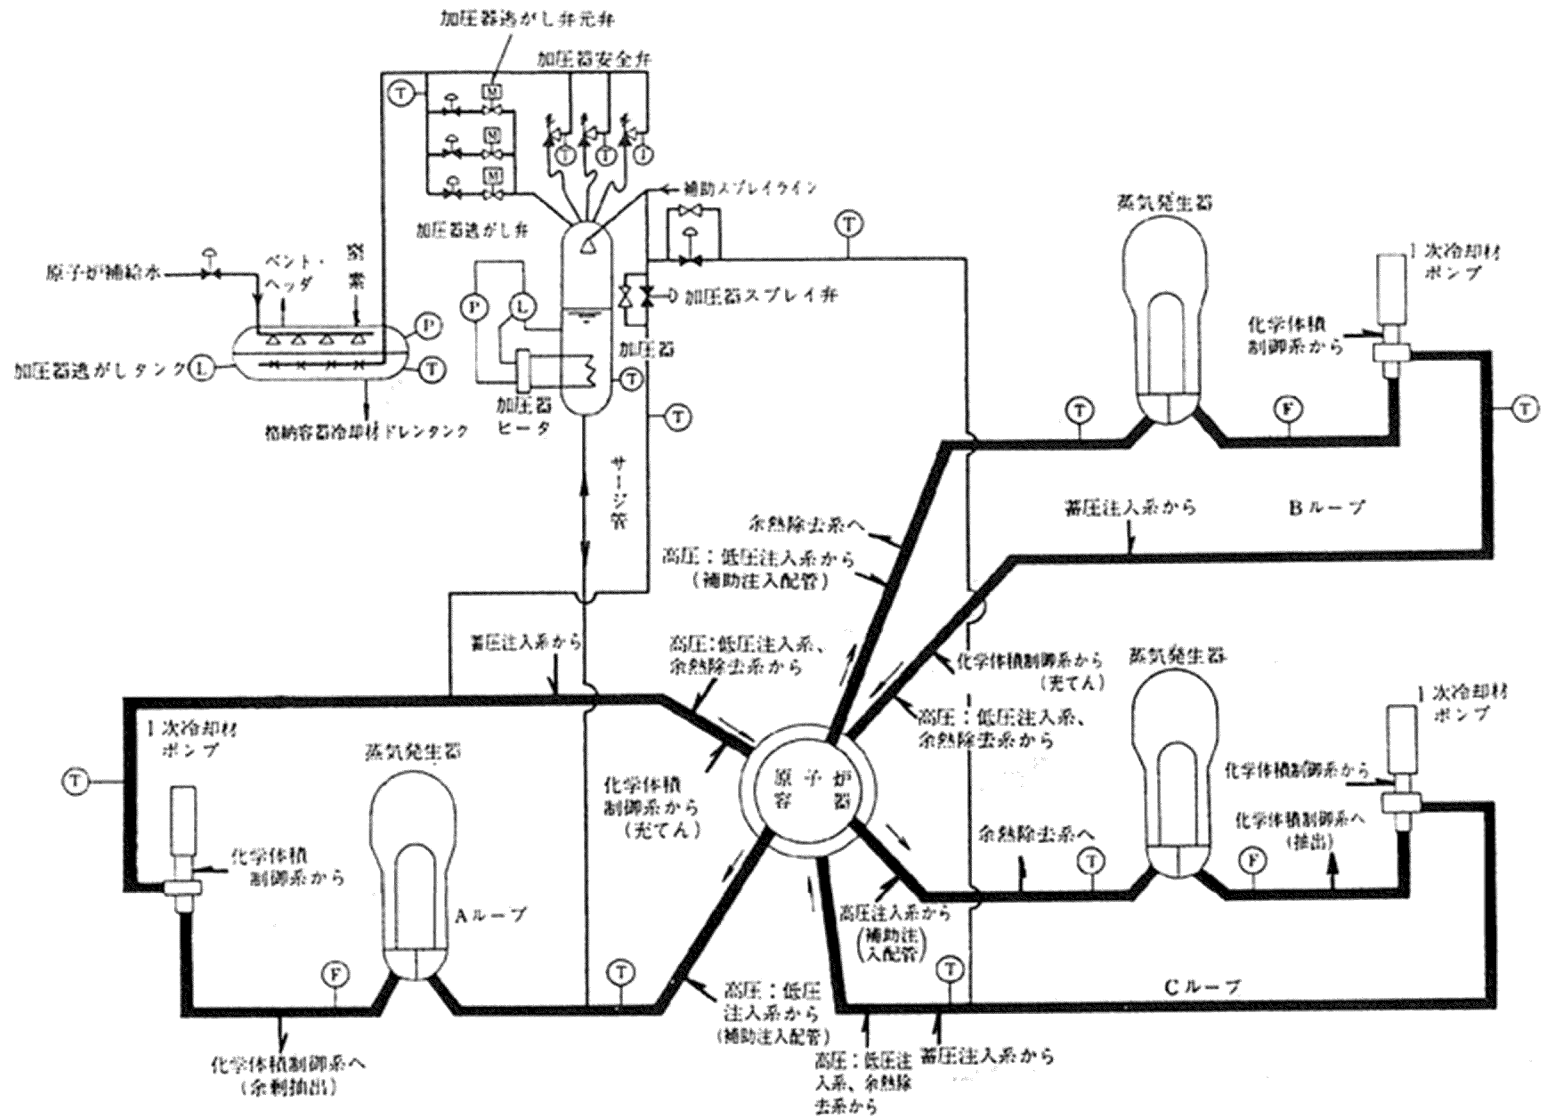 加圧器逃がし弁元弁
加圧器安全弁
T
M
M
M
T
T
T
補助スプレイライン
加圧器逃がし弁
T
原子炉補給水
ベント・
ヘッダ
窒
素
P
L
加圧器スプレイ弁
P
加圧器
加圧器逃がしタンク
L
T
T
加圧器
ヒータ
T
格納容器冷却材ドレンタンク
サージ管
蒸気発生器
1次冷却材
ポンプ
化学体積
制御系から
T
F
T
蓄圧注入系から
Bループ
余熱除去系へ
高圧:低圧注入系から
(補助注入配管)
蓄圧注入系から
高圧:低圧注入系、
余熱除去系から
化学体積制御系から
(充てん)
高圧:低圧注入系、
余熱除去系から
1次冷却材
ポンプ
蒸気発生器
T
化学体積
制御系から
(充てん)
原子炉
容器
化学体積
制御系から
Aループ
F
T
高圧:低圧
注入系から
(補助注入配管)
化学体積制御系へ
(余剰抽出)
蒸気発生器
1次冷却材
ポンプ
化学体積制御系から
化学体積制御系へ
(抽出)
余熱除去系へ
T
F
高圧注入系から
(補助注
入配管)
T
Cループ
高圧:低圧注
入系、余熱除
去系から
蓄圧注入系から